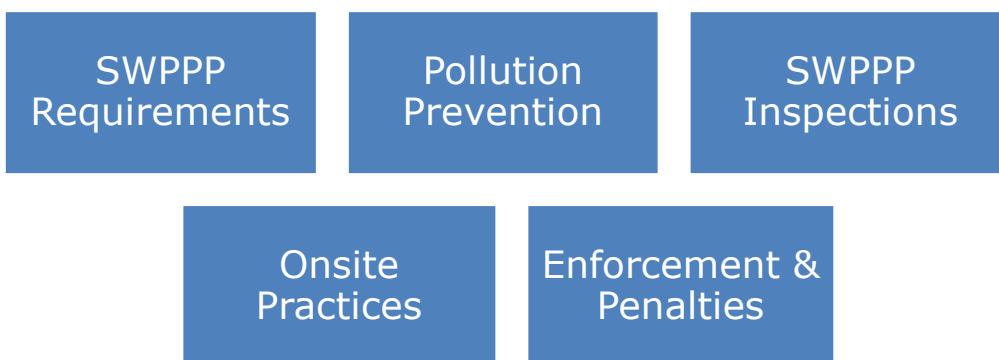 SWPPP
Requirements
Pollution
Prevention
SWPPP
Inspections
Onsite
Practices
Enforcement &
Penalties